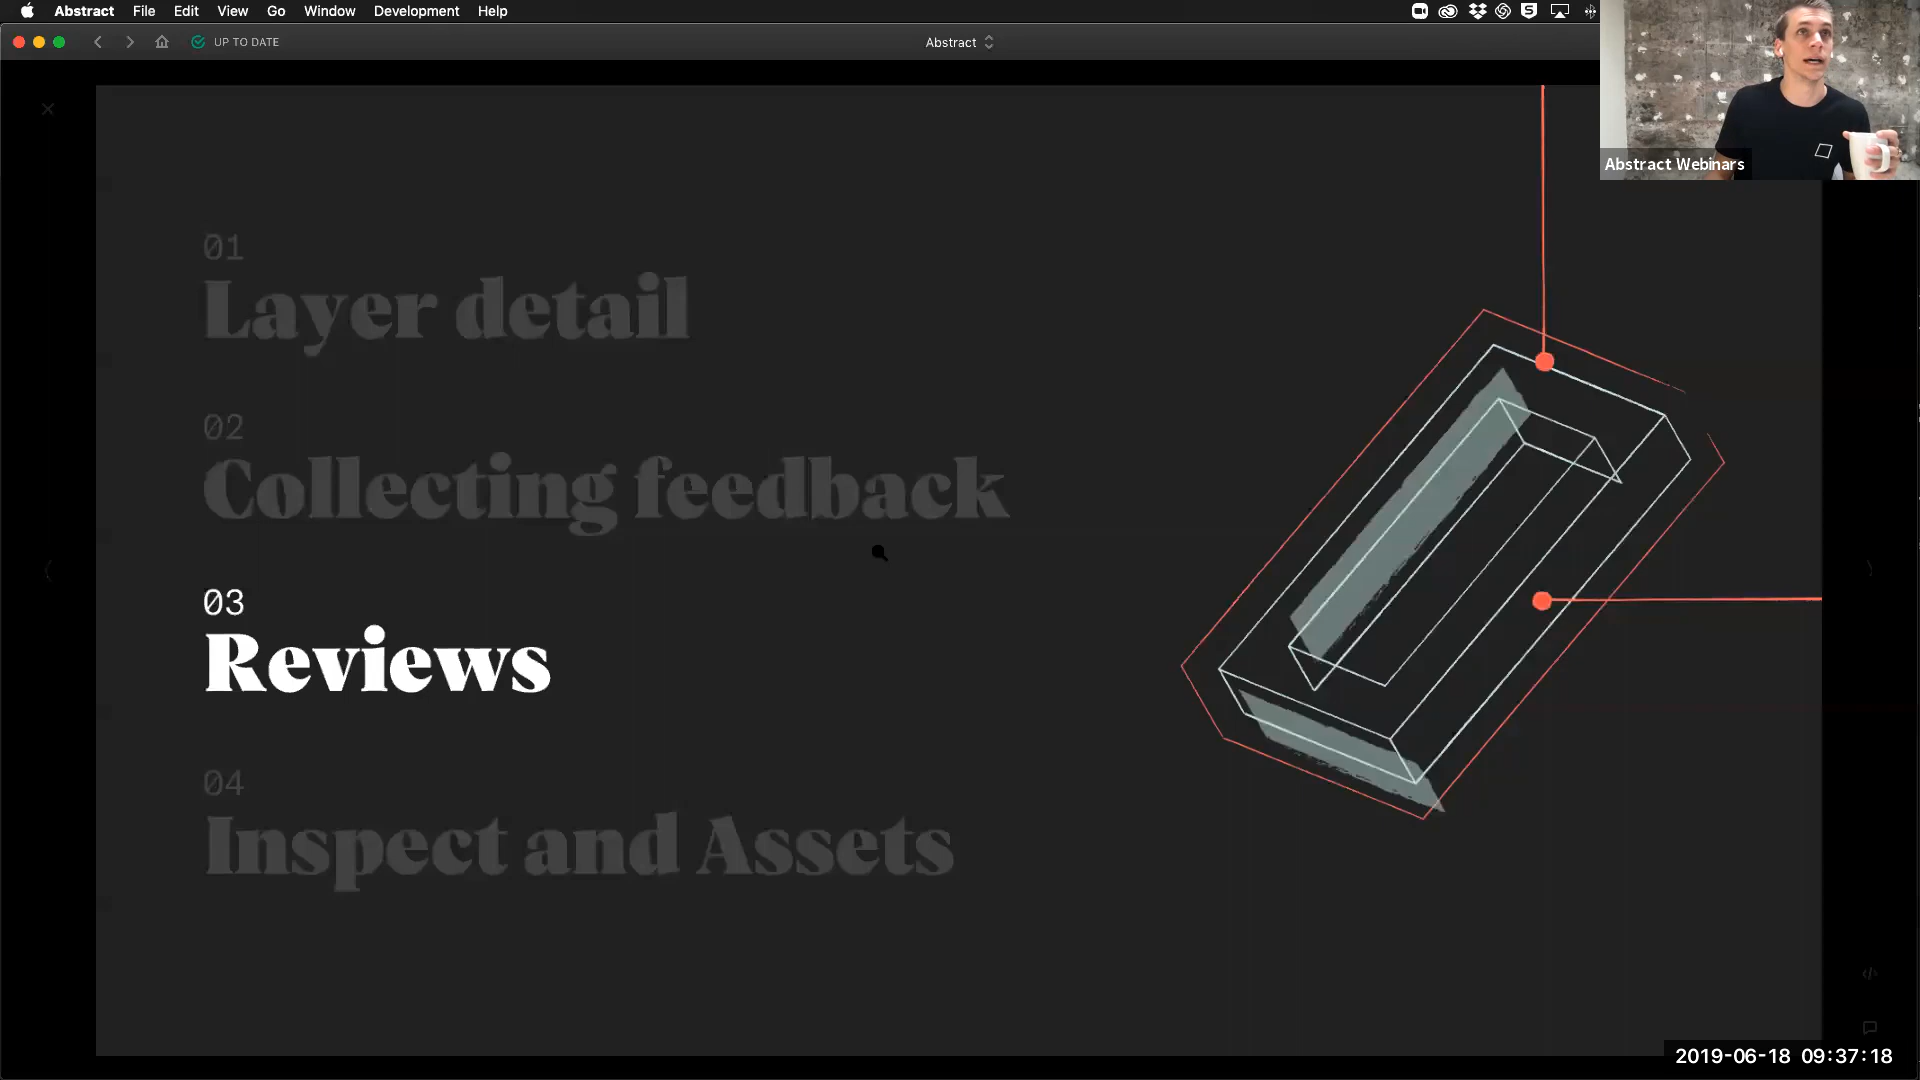 Abstract File Edit View Go Window Development Help
UP TO DATE
Abstract
Abstract Webinars
01
Layer detail
02
Collecting feedback
03
Reviews
04
Inspect and Assets
2019-06-18 09:37:18